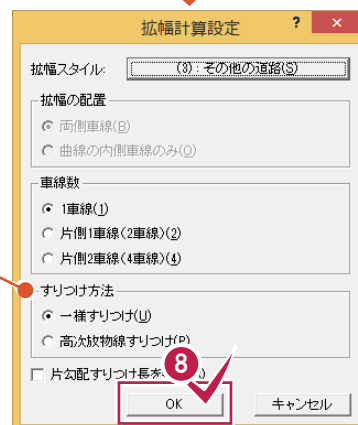 拡幅計算設定 ? ×
拡幅スタイル: (3) : その他の道路(S)
拡幅の配置
両側車線(B)
曲線の内側車線のみ(O)
車線数
1車線(1)
片側1車線(2車線)(2)
片側2車線(4車線)(4)
すりつけ方法
一様すりつけ(U)
高次放物線すりつけ(P)
片勾配すりつけ長を
8
OK キャンセル